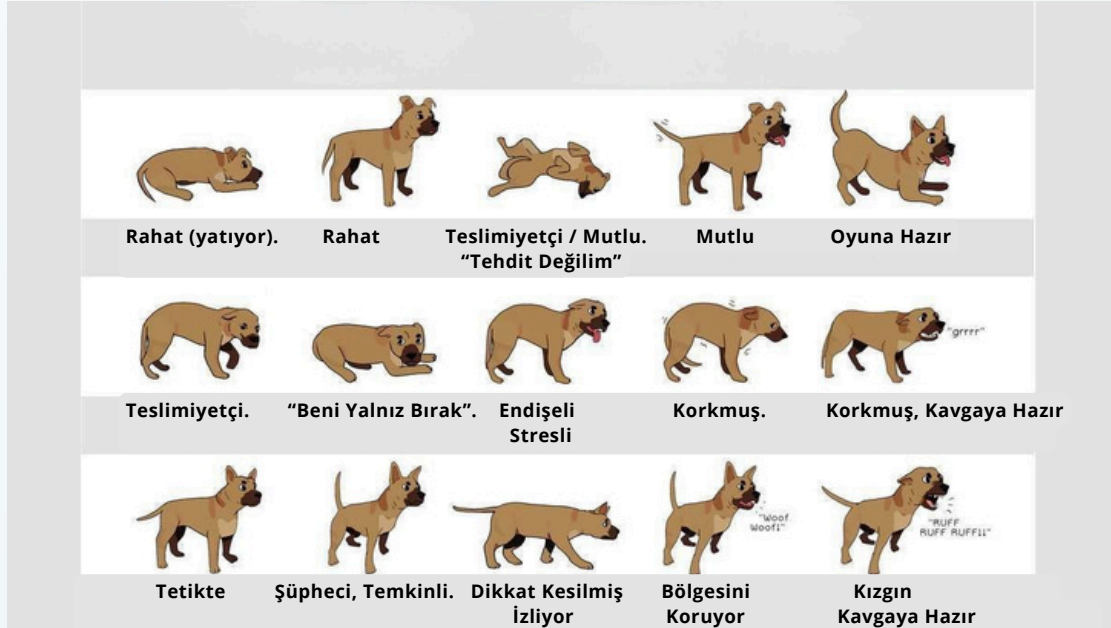 Rahat (yatıyor).
Rahat
Teslimiyetçi / Mutlu.
“Tehdit Değilim”
Mutlu
Oyuna Hazır
"grrrr"
Teslimiyetçi.
“Beni Yalnız Bırak”.
Endişeli
Stresli
Korkmuş.
Korkmuş, Kavgaya Hazır
"Woof
Woof!"
"RUFF
RUFF RUFF!!"
Tetikte
Şüpheci, Temkinli.
Dikkat Kesilmiş
İzliyor
Bölgesini
Koruyor
Kızgın
Kavgaya Hazır